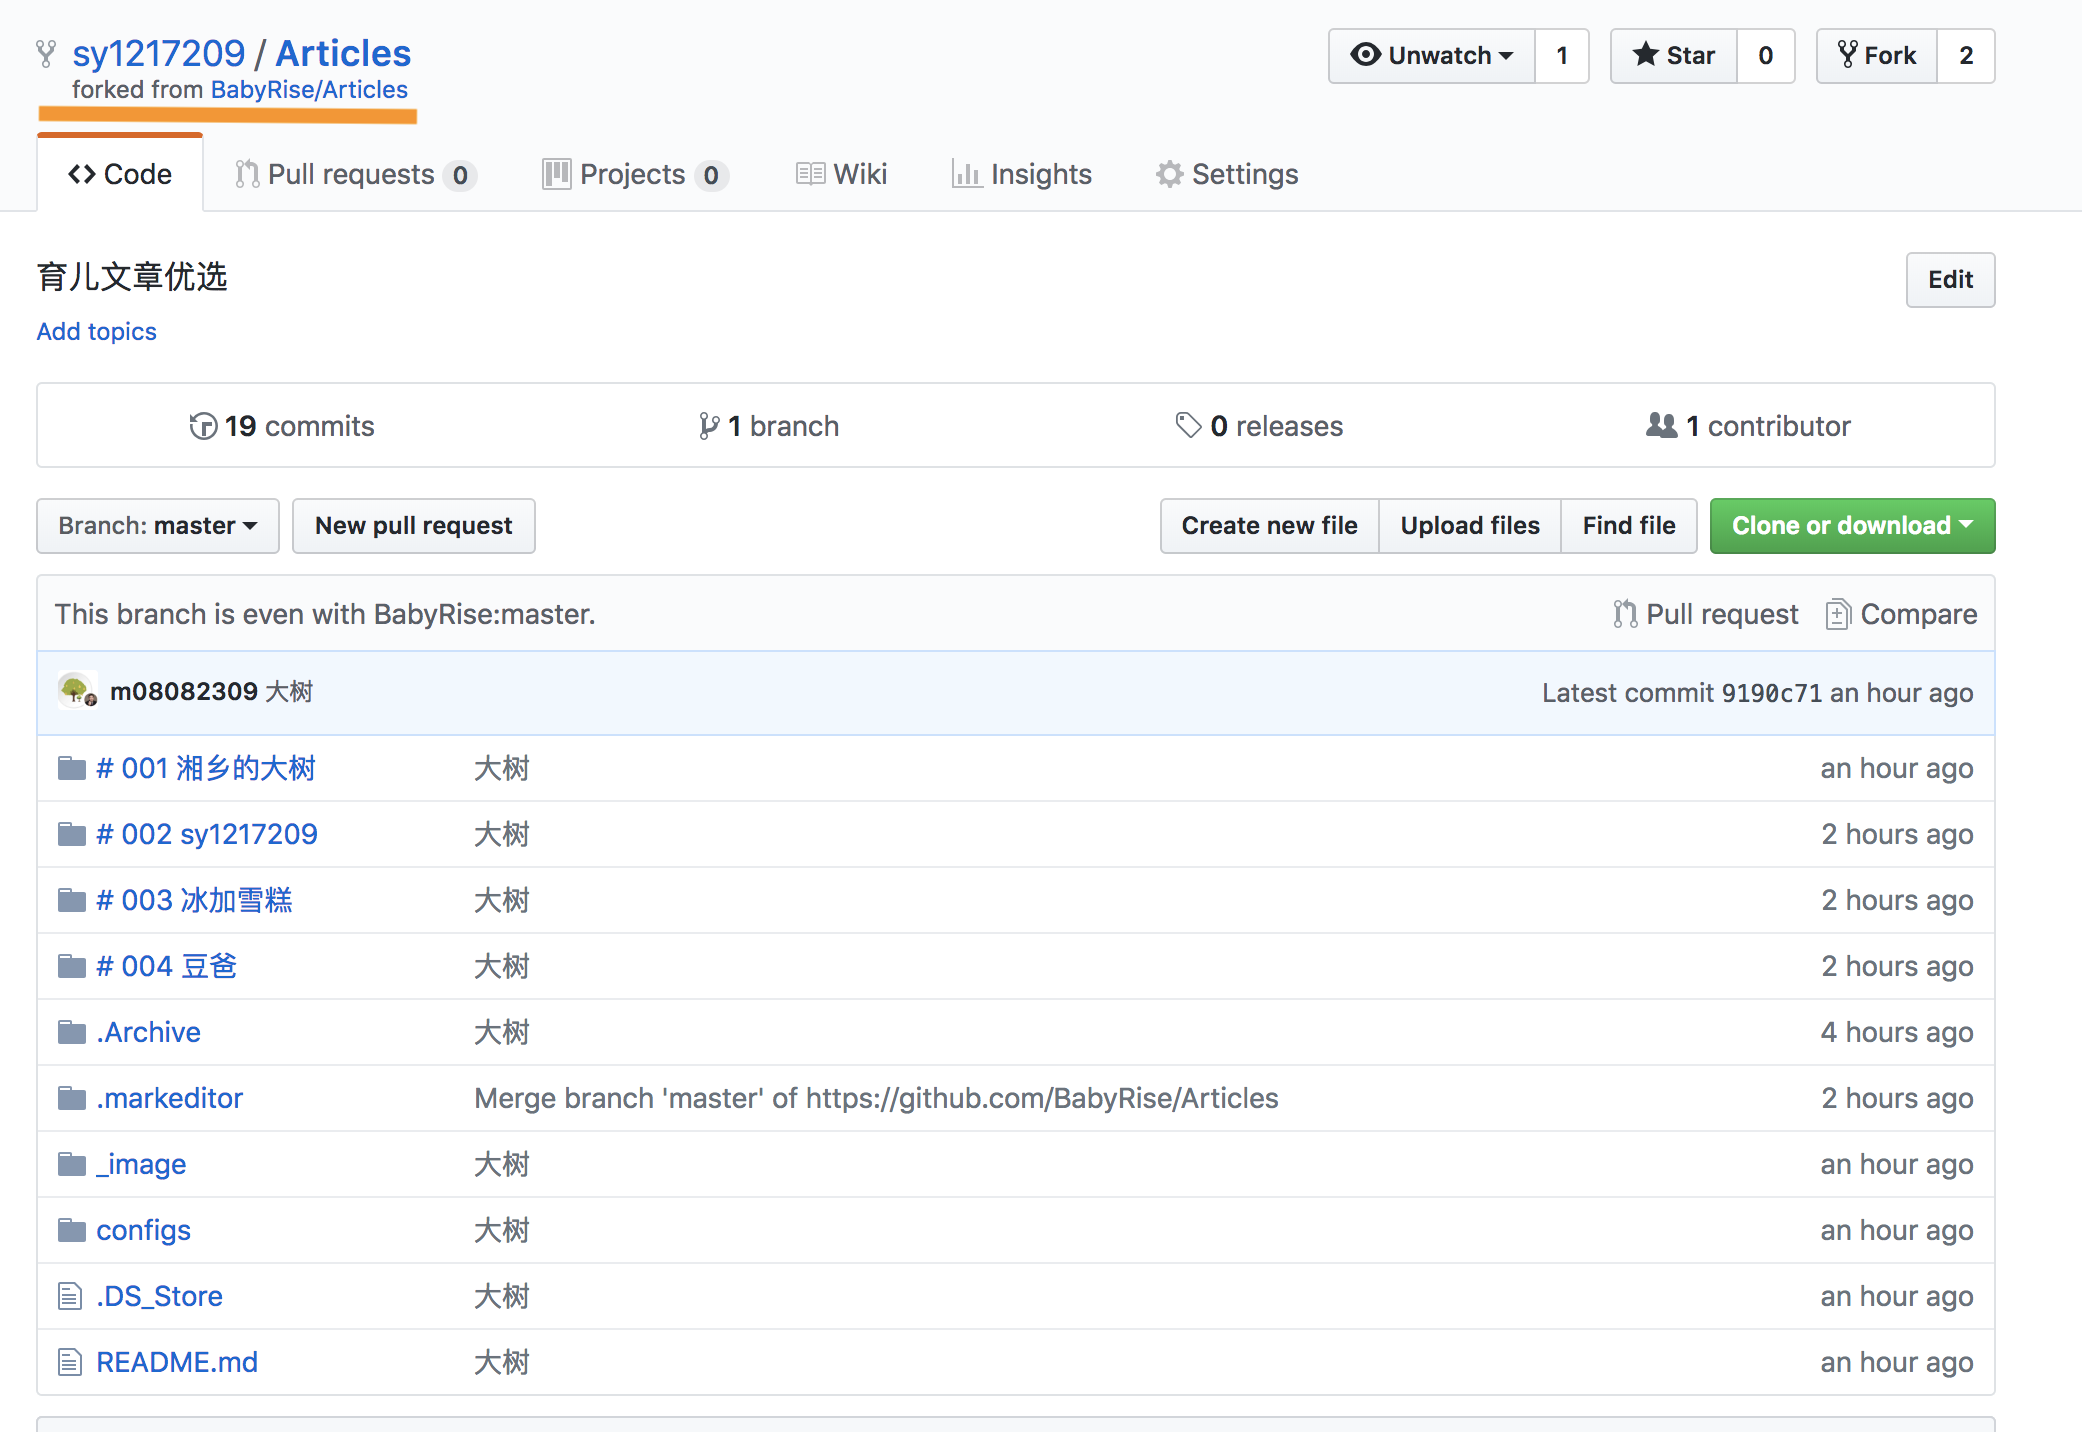 sy1217209 / Articles
Unwatch 1 Star 0 Fork 2
forked from BabyRise/Articles
Code Pull requests 0 Projects 0 Wiki Insights Settings
育儿文章优选
Edit
Add topics
19 commits 1 branch 0 releases 1 contributor
Branch: master New pull request Create new file Upload files Find file Clone or download
This branch is even with BabyRise:master. Pull request Compare
m08082309 大树 Latest commit 9190c71 an hour ago
# 001 湘乡的大树 大树 an hour ago
# 002 sy1217209 大树 2 hours ago
# 003 冰加雪糕 大树 2 hours ago
# 004 豆爸 大树 2 hours ago
.Archive 大树 4 hours ago
.markeditor Merge branch 'master' of https://github.com/BabyRise/Articles 2 hours ago
_image 大树 an hour ago
configs 大树 an hour ago
.DS_Store 大树 an hour ago
README.md 大树 an hour ago